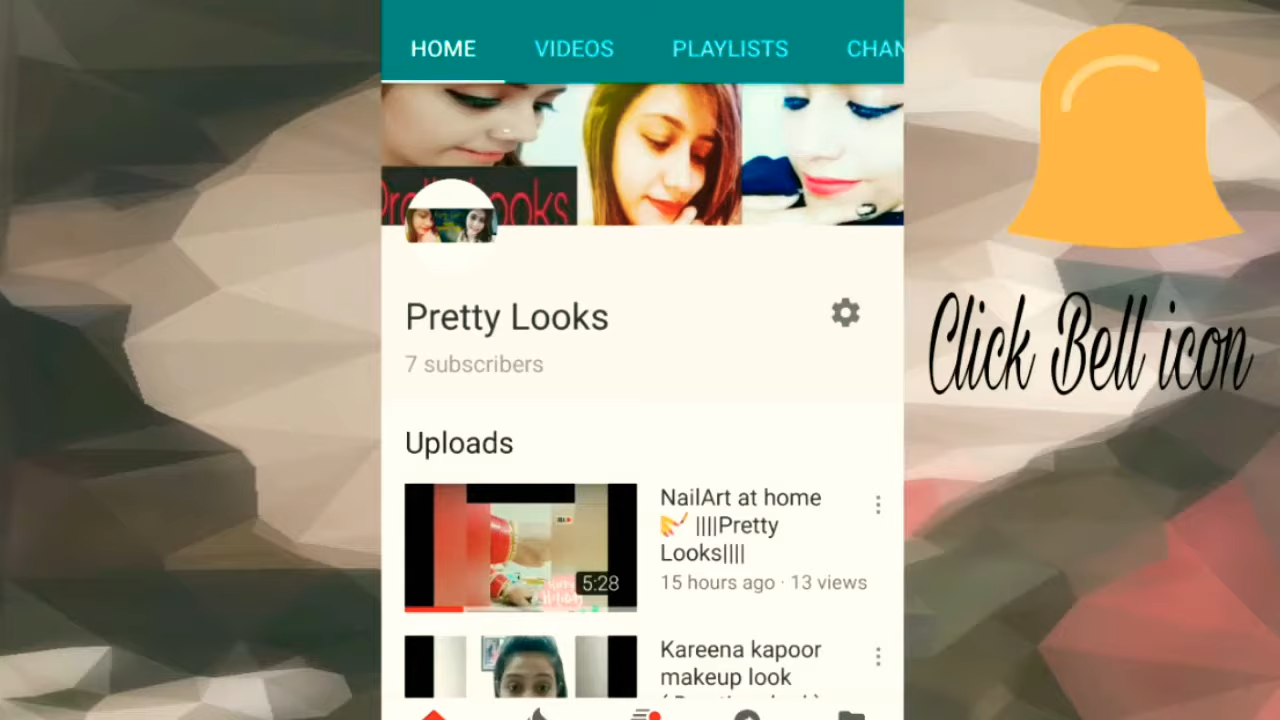 HOME VIDEOS PLAYLISTS CHAN
Pretty Looks
7 subscribers
Click Bell icon
Uploads
NailArt at home
💅 ||||Pretty
Looks||||
15 hours ago · 13 views
5:28
Kareena kapoor
makeup look